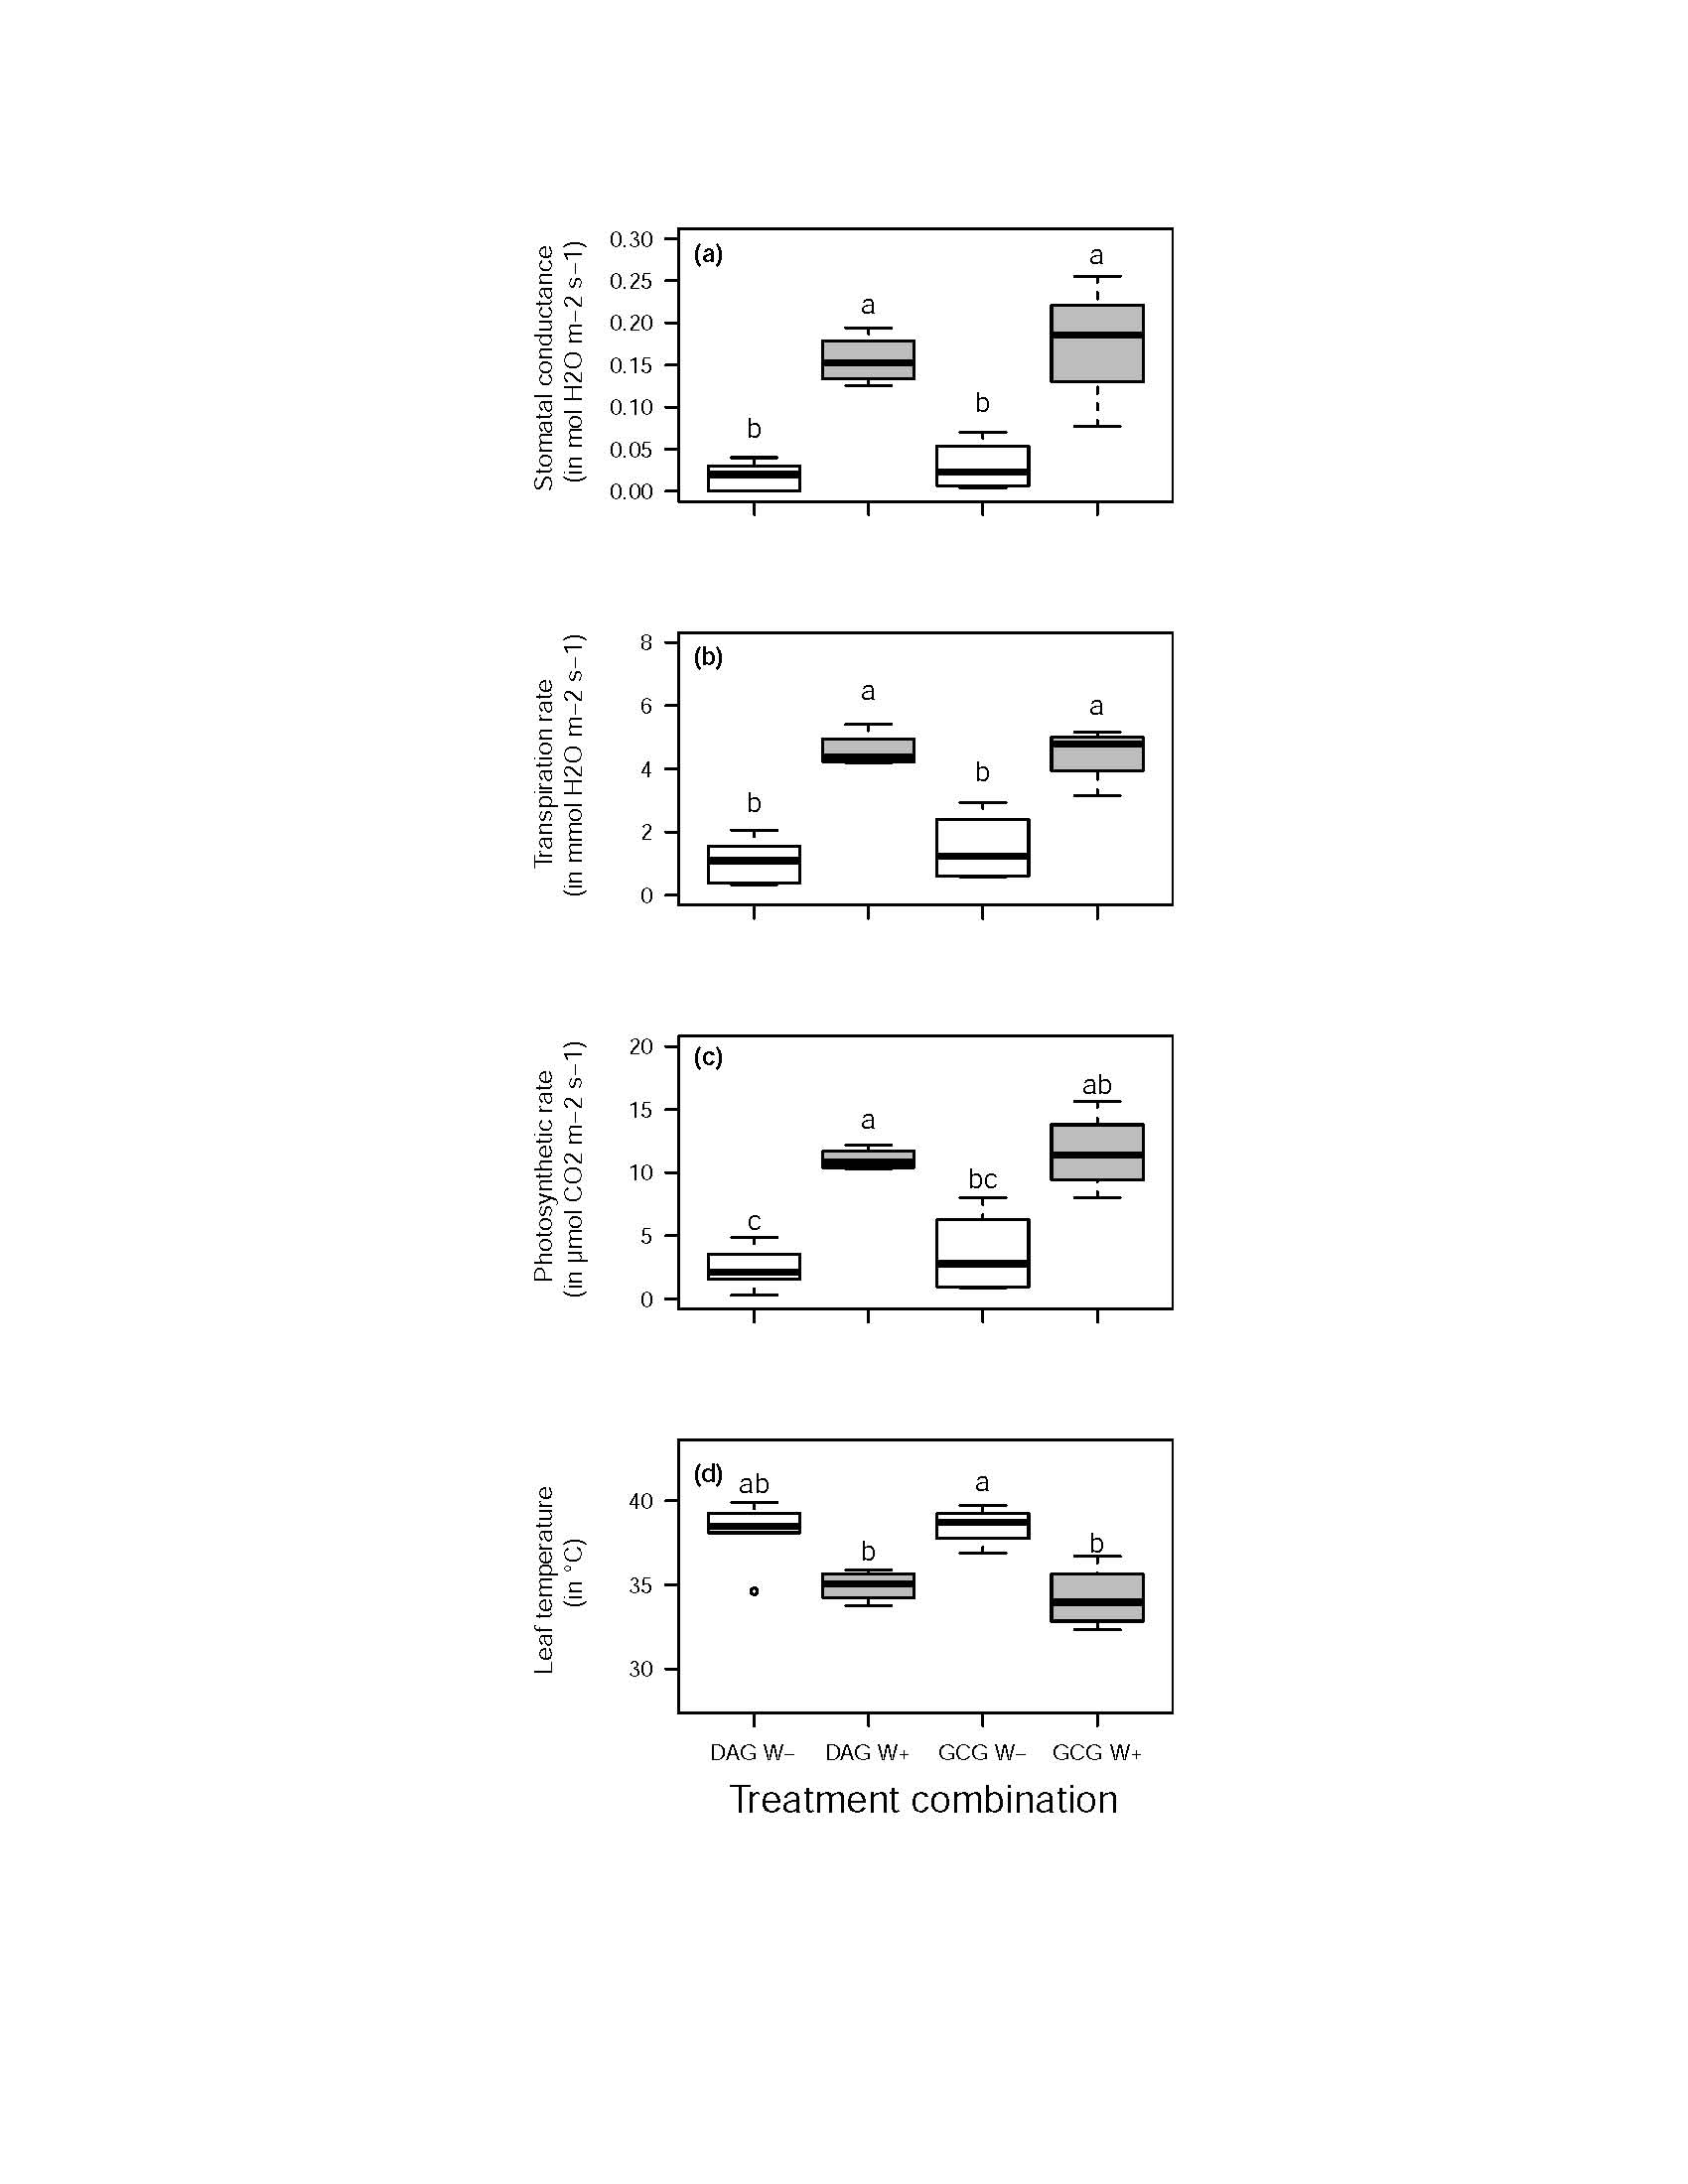 Stomatal conductance
(in mol H2O m−2 s−1)
0.30
0.25
0.20
0.15
0.10
0.05
0.00
(a)
b
a
b
a
Transpiration rate
(in mmol H2O m−2 s−1)
8
6
4
2
0
(b)
b
a
b
a
Photosynthetic rate
(in µmol CO2 m−2 s−1)
20
15
10
5
0
(c)
c
a
bc
ab
Leaf temperature
(in °C)
40
35
30
(d)
ab
b
a
b
DAG W− DAG W+ GCG W− GCG W+
Treatment combination